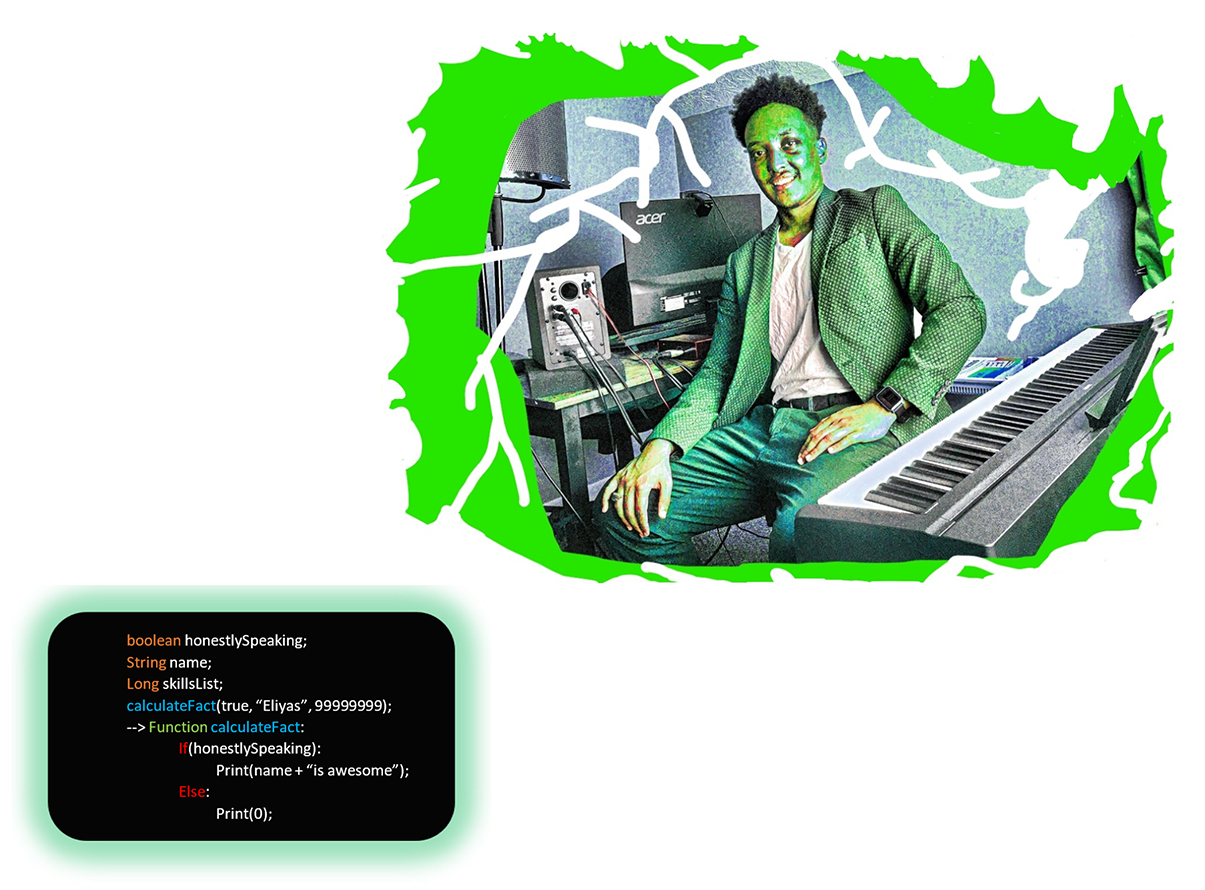 acer
boolean honestlySpeaking;
String name;
Long skillsList;
calculateFact(true, “Eliyas”, 99999999);
--> Function calculateFact:
If(honestlySpeaking):
Print(name + “is awesome”);
Else:
Print(0);